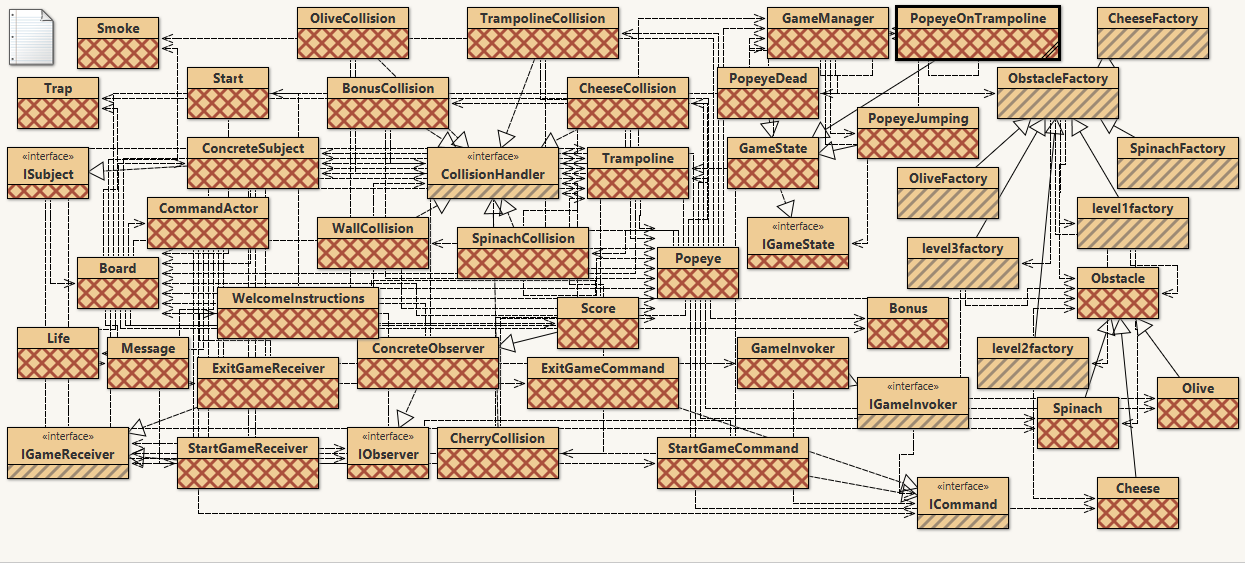 OliveCollision
TrampolineCollision
GameManager
PopeyeOnTrampoline
CheeseFactory
Smoke
Trap
Start
BonusCollision
CheeseCollision
PopeyeDead
ObstacleFactory
PopeyeJumping
«interface»
ISubject
ConcreteSubject
«interface»
CollisionHandler
Trampoline
GameState
SpinachFactory
OliveFactory
CommandActor
WallCollision
SpinachCollision
«interface»
IGameState
level1factory
level3factory
Board
Popeye
Obstacle
WelcomeInstructions
Score
Bonus
Life
Message
ConcreteObserver
GameInvoker
level2factory
ExitGameReceiver
ExitGameCommand
«interface»
IGameInvoker
Olive
Spinach
«interface»
IGameReceiver
StartGameReceiver
«interface»
IObserver
CherryCollision
StartGameCommand
«interface»
ICommand
Cheese